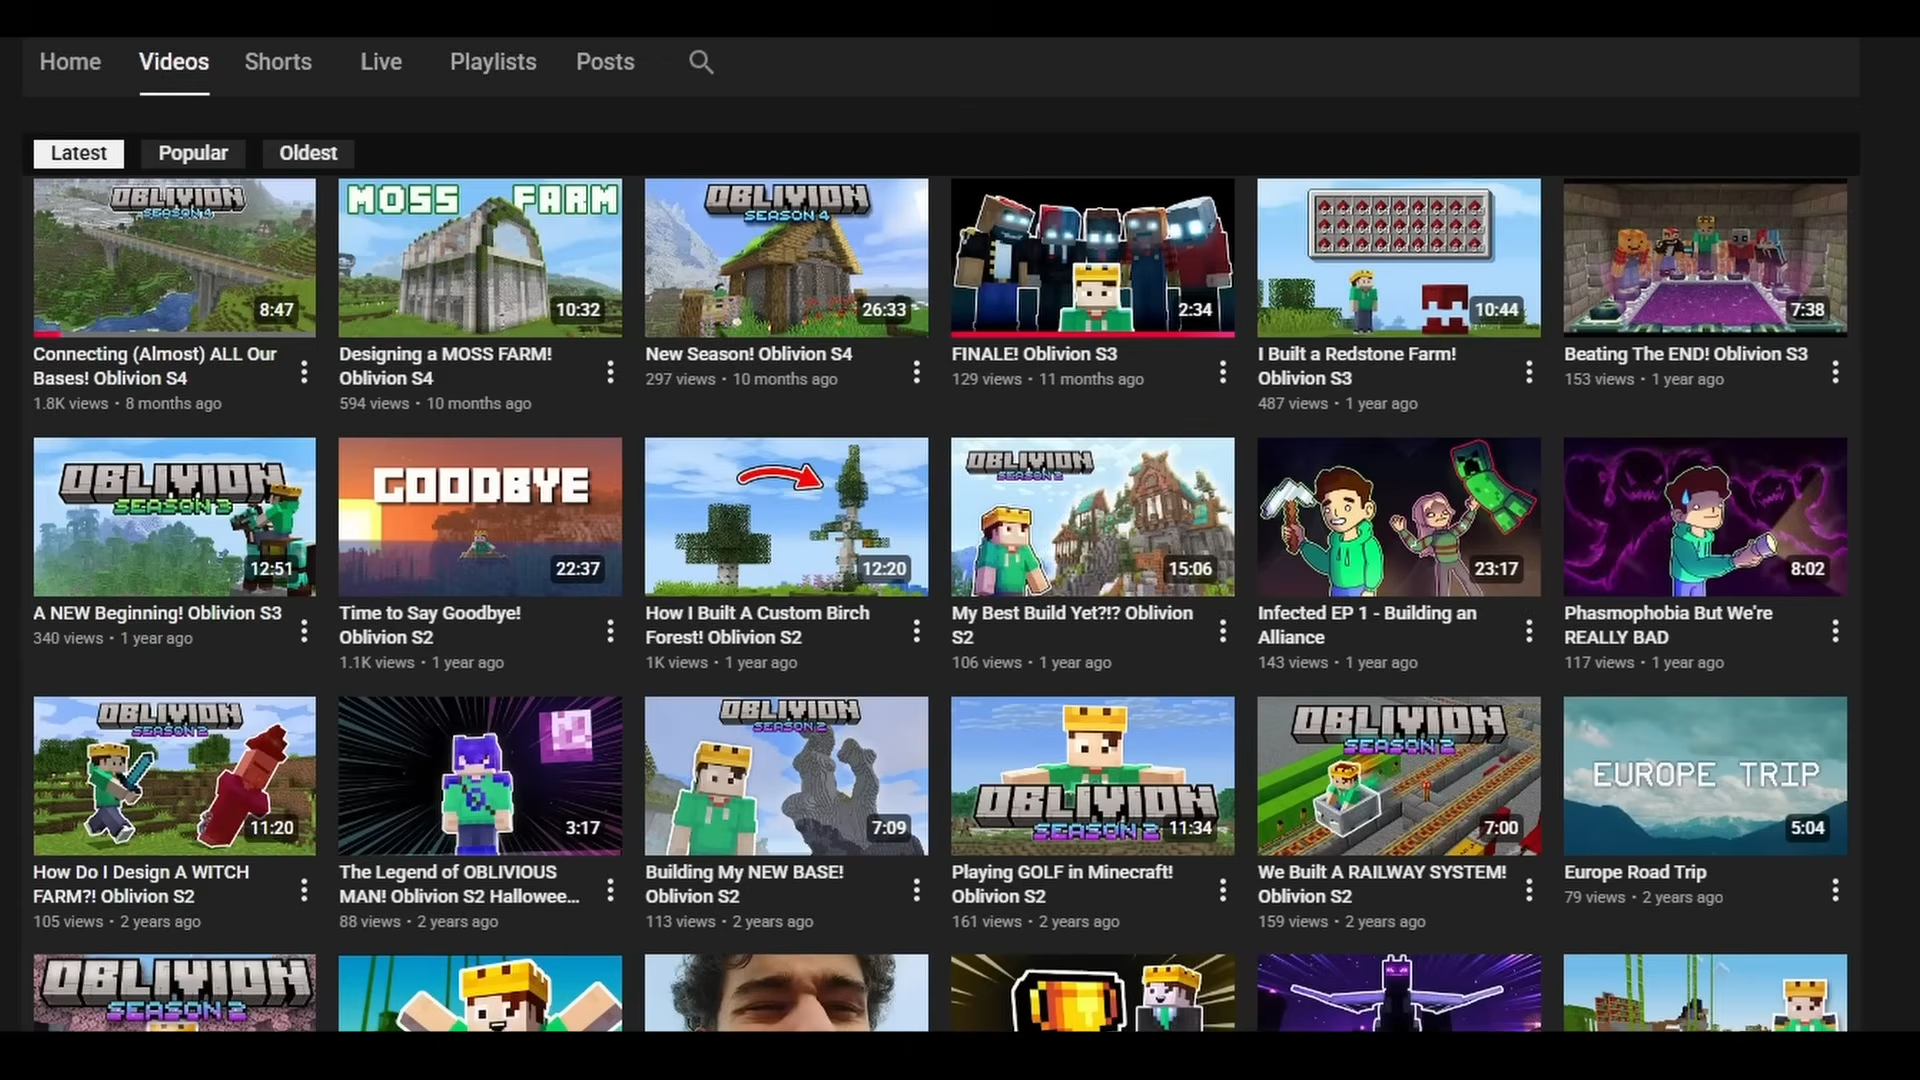 Home Videos Shorts Live Playlists Posts
Latest Popular Oldest
OBLIVION
SEASON 4
8:47
MOSS FARM
10:32
OBLIVION
SEASON 4
26:33
2:34
10:44
7:38
Connecting (Almost) ALL Our
Bases! Oblivion S4
1.8K views • 8 months ago
Designing a MOSS FARM!
Oblivion S4
594 views • 10 months ago
New Season! Oblivion S4
297 views • 10 months ago
FINALE! Oblivion S3
129 views • 11 months ago
I Built a Redstone Farm!
Oblivion S3
487 views • 1 year ago
Beating The END! Oblivion S3
153 views • 1 year ago
OBLIVION
SEASON 3
12:51
GOODBYE
22:37
12:20
OBLIVION
SEASON 2
15:06
23:17
8:02
A NEW Beginning! Oblivion S3
340 views • 1 year ago
Time to Say Goodbye!
Oblivion S2
1.1K views • 1 year ago
How I Built A Custom Birch
Forest! Oblivion S2
1K views • 1 year ago
My Best Build Yet?!? Oblivion
S2
106 views • 1 year ago
Infected EP 1 - Building an
Alliance
143 views • 1 year ago
Phasmophobia But We're
REALLY BAD
117 views • 1 year ago
OBLIVION
SEASON 2
11:20
3:17
OBLIVION
SEASON 2
7:09
OBLIVION
SEASON 2
11:34
OBLIVION
SEASON 2
7:00
EUROPE TRIP
5:04
How Do I Design A WITCH
FARM?! Oblivion S2
105 views • 2 years ago
The Legend of OBLIVIOUS
MAN! Oblivion S2 Hallowee...
88 views • 2 years ago
Building My NEW BASE!
Oblivion S2
113 views • 2 years ago
Playing GOLF in Minecraft!
Oblivion S2
161 views • 2 years ago
We Built A RAILWAY SYSTEM!
Oblivion S2
159 views • 2 years ago
Europe Road Trip
79 views • 2 years ago
OBLIVION
SEASON 2